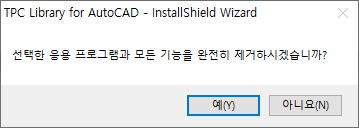 TPC Library for AutoCAD - InstallShield Wizard
선택한 응용 프로그램과 모든 기능을 완전히 제거하시겠습니까?
예(Y)
아니요(N)